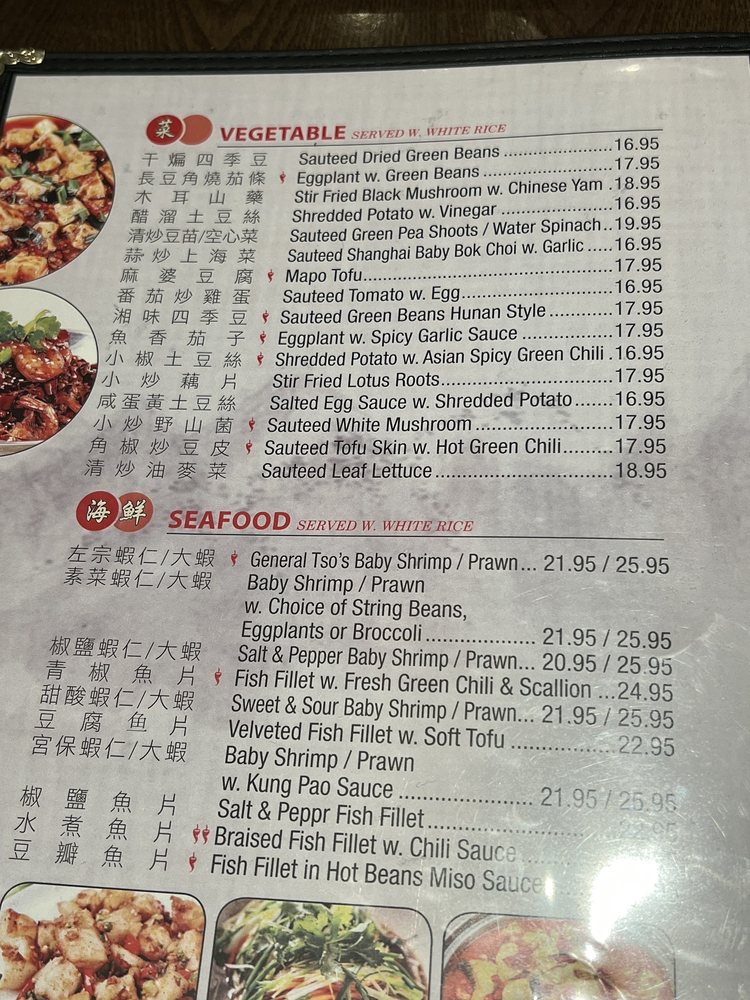 菜 VEGETABLE SERVED W. WHITE RICE
干煸四季豆 Sauteed Dried Green Beans ......................16.95
長豆角燒茄條 Eggplant w. Green Beans ..........................17.95
木耳山藥 Stir Fried Black Mushroom w. Chinese Yam .18.95
醋溜土豆絲 Shredded Potato w. Vinegar ......................16.95
清炒豆苗/空心菜 Sauteed Green Pea Shoots / Water Spinach..19.95
蒜炒上海菜 Sauteed Shanghai Baby Bok Choi w. Garlic .....16.95
麻婆豆腐 Mapo Tofu..................................................17.95
番茄炒雞蛋 Sauteed Tomato w. Egg..............................16.95
湘味四季豆 Sauteed Green Beans Hunan Style.............17.95
魚香茄子 Eggplant w. Spicy Garlic Sauce ..................17.95
小椒土豆絲 Shredded Potato w. Asian Spicy Green Chili .16.95
小炒藕片 Stir Fried Lotus Roots..................................17.95
咸蛋黃土豆絲 Salted Egg Sauce w. Shredded Potato........16.95
小炒野山菌 Sauteed White Mushroom ............................17.95
角椒炒豆皮 Sauteed Tofu Skin w. Hot Green Chili..........17.95
清炒油麥菜 Sauteed Leaf Lettuce...................................18.95
海鮮 SEAFOOD SERVED W. WHITE RICE
左宗蝦仁/大蝦 General Tso's Baby Shrimp / Prawn... 21.95 / 25.95
素菜蝦仁/大蝦 Baby Shrimp / Prawn
w. Choice of String Beans,
Eggplants or Broccoli .................... 21.95 / 25.95
椒鹽蝦仁/大蝦 Salt & Pepper Baby Shrimp / Prawn... 20.95 / 25.95
青椒魚片 Fish Fillet w. Fresh Green Chili & Scallion ...24.95
甜酸蝦仁/大蝦 Sweet & Sour Baby Shrimp / Prawn... 21.95 / 25.95
豆腐魚片 Velveted Fish Fillet w. Soft Tofu ................. 22.95
宮保蝦仁/大蝦 Baby Shrimp / Prawn
w. Kung Pao Sauce ........................ 21.95 / 25.95
椒鹽魚片 Salt & Peppr Fish Fillet
水煮魚片 Braised Fish Fillet w. Chili Sauce
豆瓣魚片 Fish Fillet in Hot Beans Miso Sauce